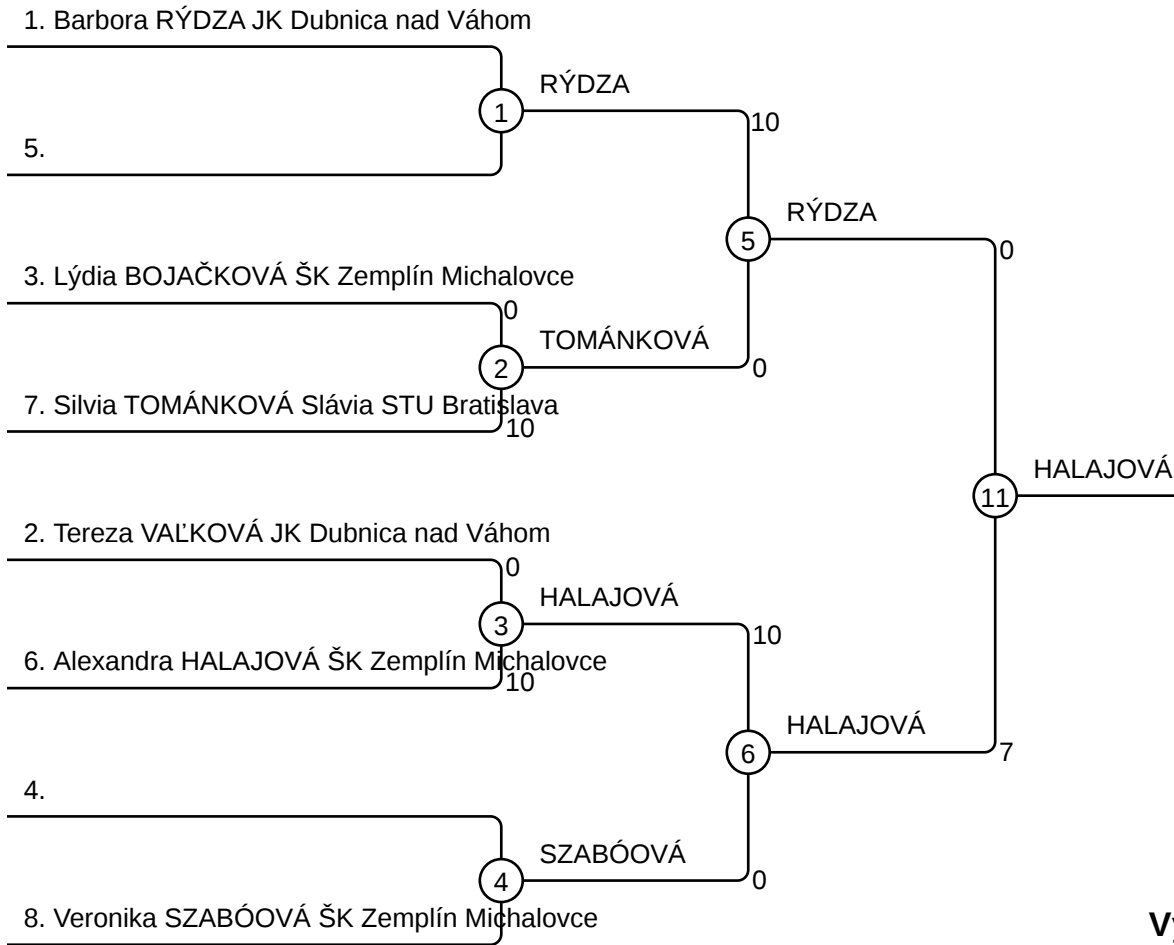 1. Barbora RÝDZA JK Dubnica nad Váhom
RÝDZA
1
10
5.
RÝDZA
5
0
3. Lýdia BOJAČKOVÁ ŠK Zemplín Michalovce
0
TOMÁNKOVÁ
2
0
7. Silvia TOMÁNKOVÁ Slávia STU Bratislava
10
HALAJOVÁ
11
2. Tereza VAĽKOVÁ JK Dubnica nad Váhom
0
HALAJOVÁ
3
10
6. Alexandra HALAJOVÁ ŠK Zemplín Michalovce
10
HALAJOVÁ
6
7
4.
SZABÓOVÁ
4
0
8. Veronika SZABÓOVÁ ŠK Zemplín Michalovce